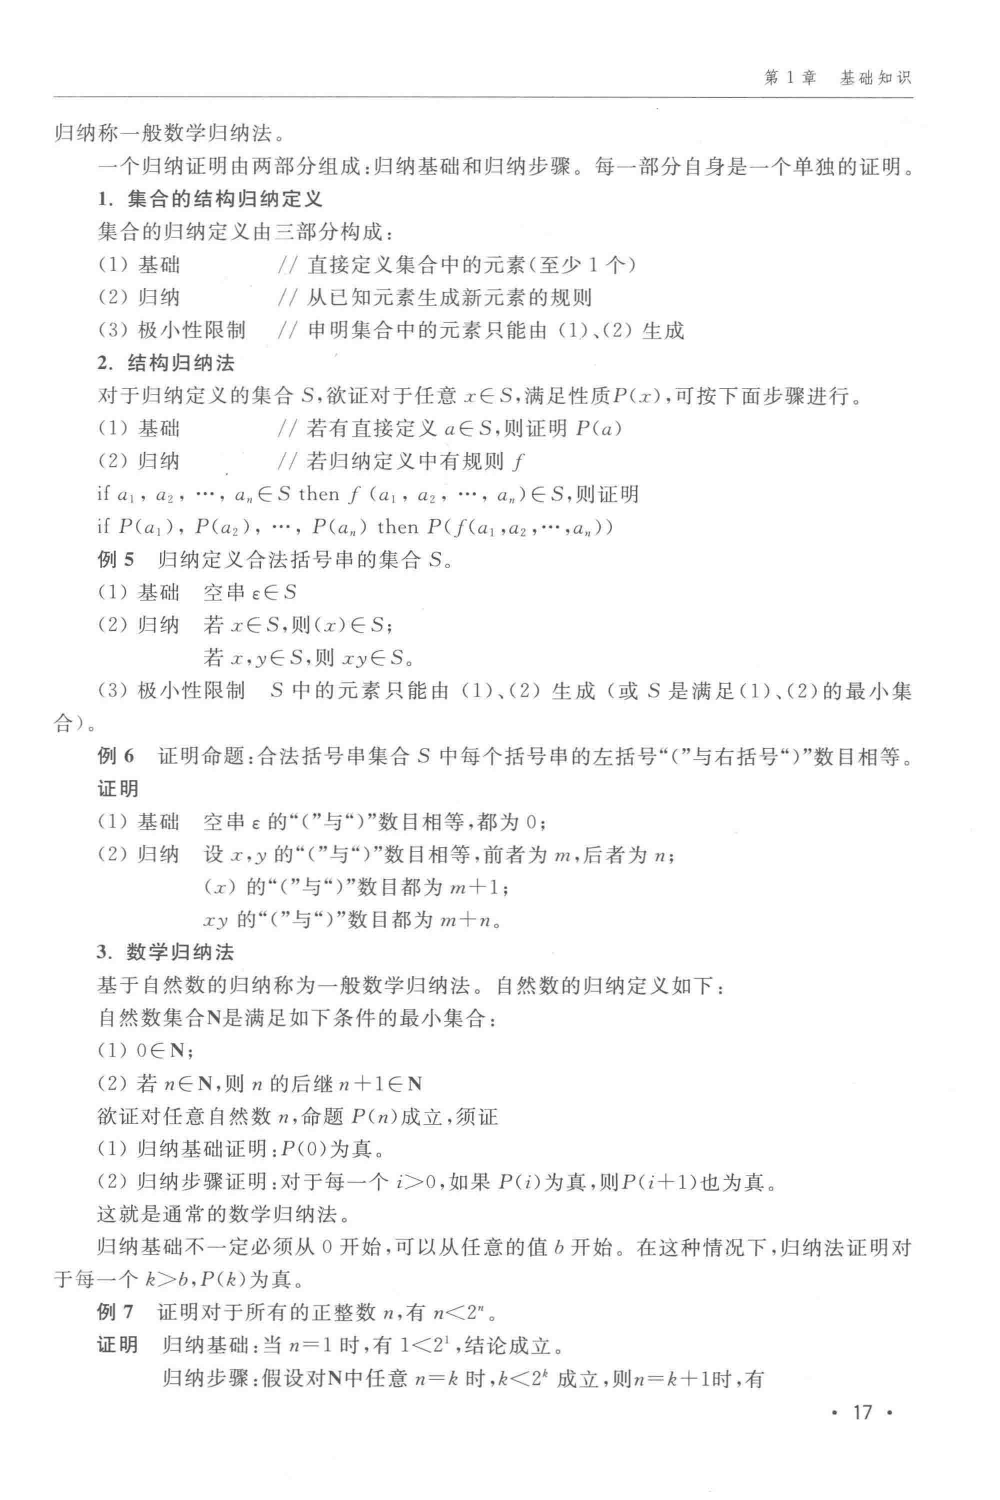 第 1 章　基础知识
归纳称一般数学归纳法。
一个归纳证明由两部分组成:归纳基础和归纳步骤。每一部分自身是一个单独的证明。
1. 集合的结构归纳定义
集合的归纳定义由三部分构成:
(1) 基础　　// 直接定义集合中的元素(至少 1 个)
(2) 归纳　　// 从已知元素生成新元素的规则
(3) 极小性限制　// 申明集合中的元素只能由 (1)、(2) 生成
2. 结构归纳法
对于归纳定义的集合 S,欲证对于任意 x∈S,满足性质P(x),可按下面步骤进行。
(1) 基础　　// 若有直接定义 a∈S,则证明 P(a)
(2) 归纳　　// 若归纳定义中有规则 f
if a₁, a₂, …, aₙ∈S then f (a₁, a₂, …, aₙ)∈S,则证明
if P(a₁), P(a₂), …, P(aₙ) then P(f(a₁,a₂,…,aₙ))
例 5　归纳定义合法括号串的集合 S。
(1) 基础　空串 ε∈S
(2) 归纳　若 x∈S,则(x)∈S;
若 x,y∈S,则 xy∈S。
(3) 极小性限制　S 中的元素只能由 (1)、(2) 生成 (或 S 是满足(1)、(2)的最小集
合)。
例 6　证明命题:合法括号串集合 S 中每个括号串的左括号“(”与右括号“)”数目相等。
证明
(1) 基础　空串 ε 的“(”与“)”数目相等,都为 0;
(2) 归纳　设 x,y 的“(”与“)”数目相等,前者为 m,后者为 n;
(x) 的“(”与“)”数目都为 m+1;
xy 的“(”与“)”数目都为 m+n。
3. 数学归纳法
基于自然数的归纳称为一般数学归纳法。自然数的归纳定义如下:
自然数集合N是满足如下条件的最小集合:
(1) 0∈N;
(2) 若 n∈N,则 n 的后继 n+1∈N
欲证对任意自然数 n,命题 P(n)成立,须证
(1) 归纳基础证明:P(0)为真。
(2) 归纳步骤证明:对于每一个 i>0,如果 P(i)为真,则P(i+1)也为真。
这就是通常的数学归纳法。
归纳基础不一定必须从 0 开始,可以从任意的值 b 开始。在这种情况下,归纳法证明对
于每一个 k>b,P(k)为真。
例 7　证明对于所有的正整数 n,有 n<2ⁿ。
证明　归纳基础:当 n=1 时,有 1<2¹,结论成立。
归纳步骤:假设对N中任意 n=k 时,k<2ᵏ 成立,则n=k+1时,有
• 17 •